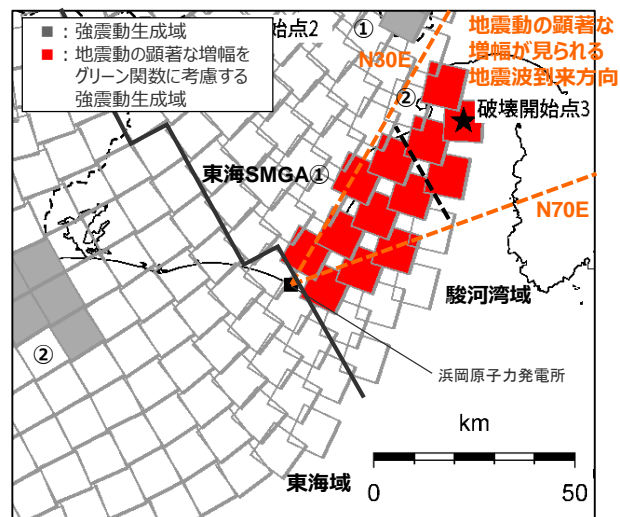 ■：強震動生成域
■：地震動の顕著な増幅を
グリーン関数に考慮する
強震動生成域
始点2
①
地震動の顕著な
増幅が見られる
地震波到来方向
N30E
②
破壊開始点3
東海SMGA①
N70E
駿河湾域
②
浜岡原子力発電所
km
東海域
0
50